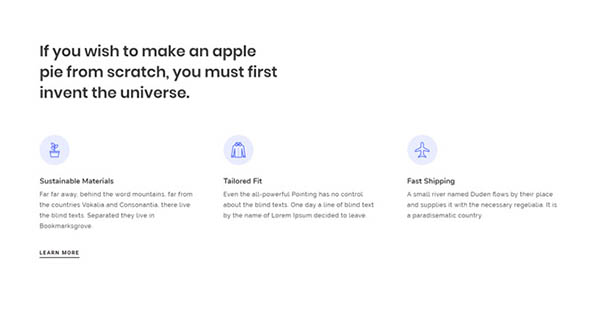 If you wish to make an apple
pie from scratch, you must first
invent the universe.
Sustainable Materials
Far far away, behind the word mountains, far from
the countries Vokalia and Consonantia, there live
the blind texts. Separated they live in
Bookmarksgrove.
LEARN MORE
Tailored Fit
Even the all-powerful Pointing has no control
about the blind texts. One day a line of blind text
by the name of Lorem Ipsum decided to leave.
Fast Shipping
A small river named Duden flows by their place
and supplies it with the necessary regelialia. It is
a paradisematic country.